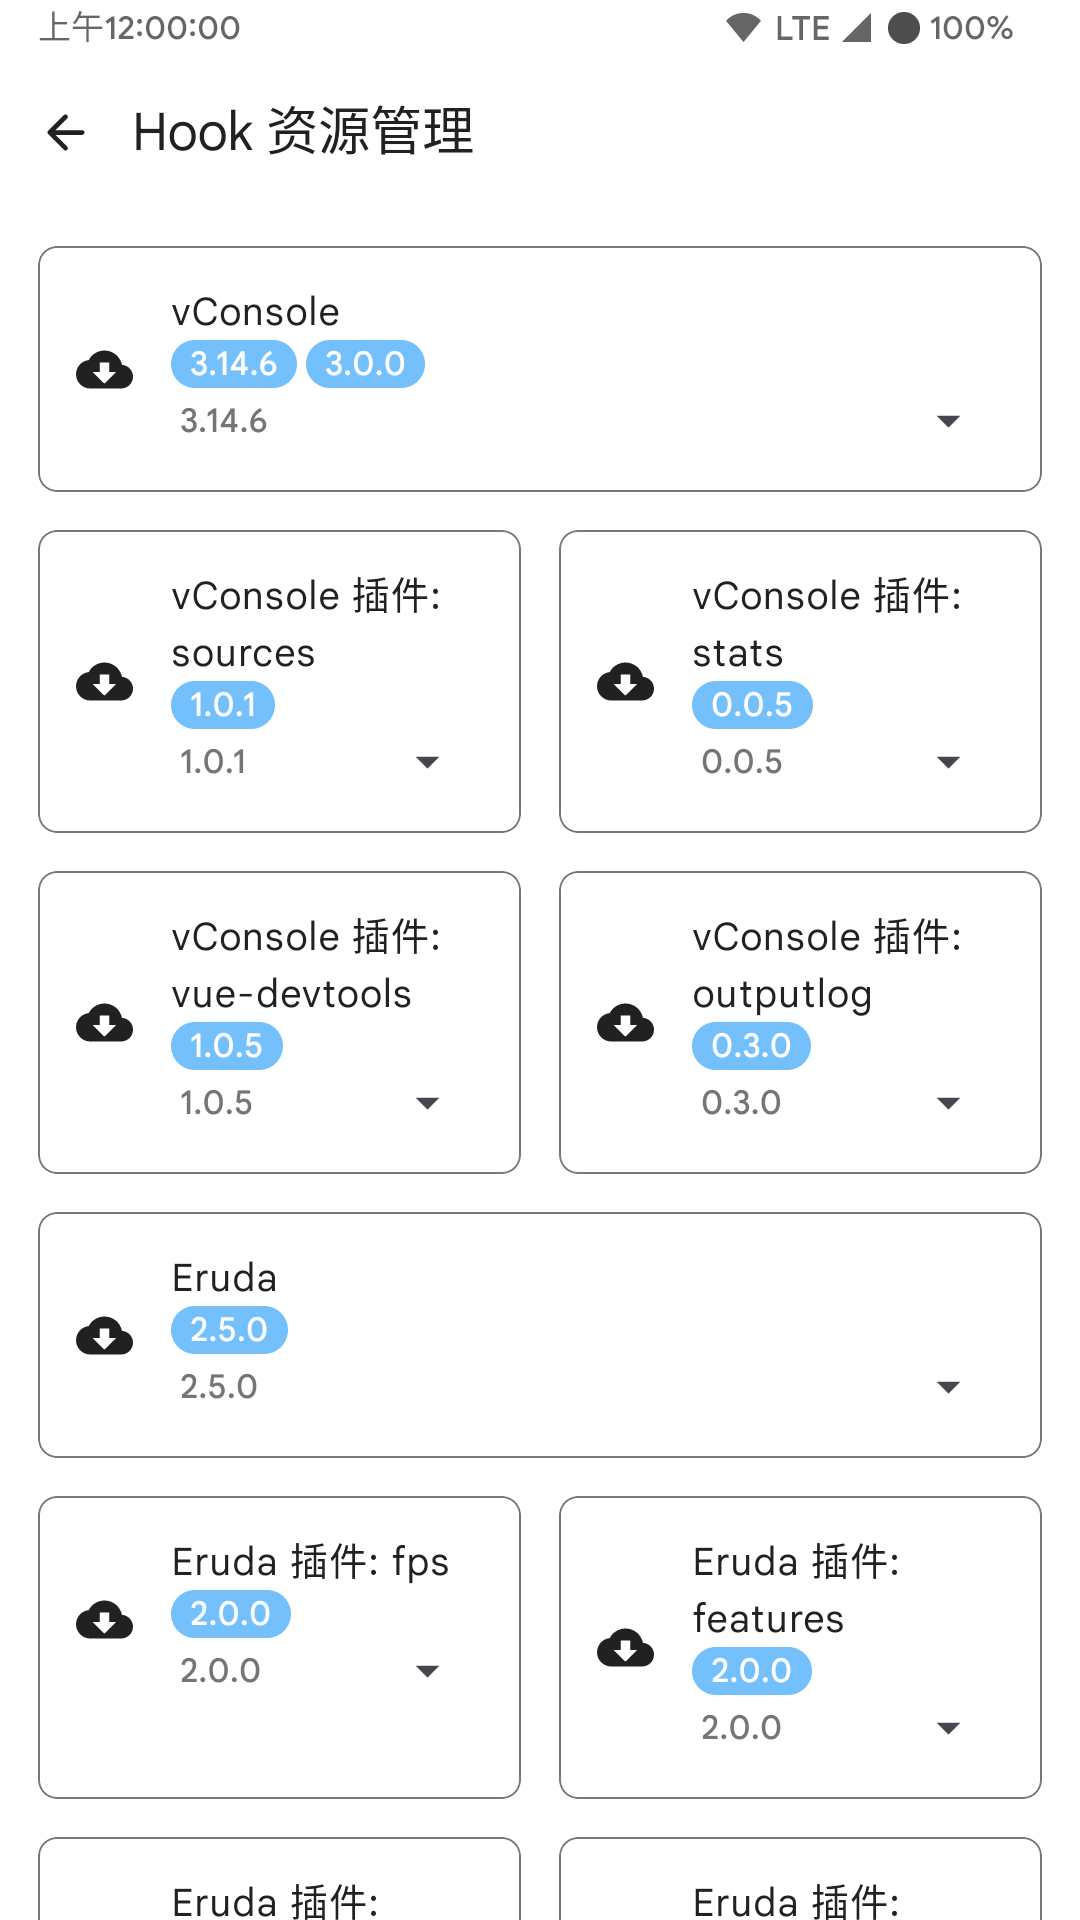 上午12:00:00 LTE 100%
Hook 资源管理
vConsole
3.14.6 3.0.0
3.14.6
vConsole 插件:
sources
1.0.1
1.0.1
vConsole 插件:
stats
0.0.5
0.0.5
vConsole 插件:
vue-devtools
1.0.5
1.0.5
vConsole 插件:
outputlog
0.3.0
0.3.0
Eruda
2.5.0
2.5.0
Eruda 插件: fps
2.0.0
2.0.0
Eruda 插件:
features
2.0.0
2.0.0
Eruda 插件:
Eruda 插件: